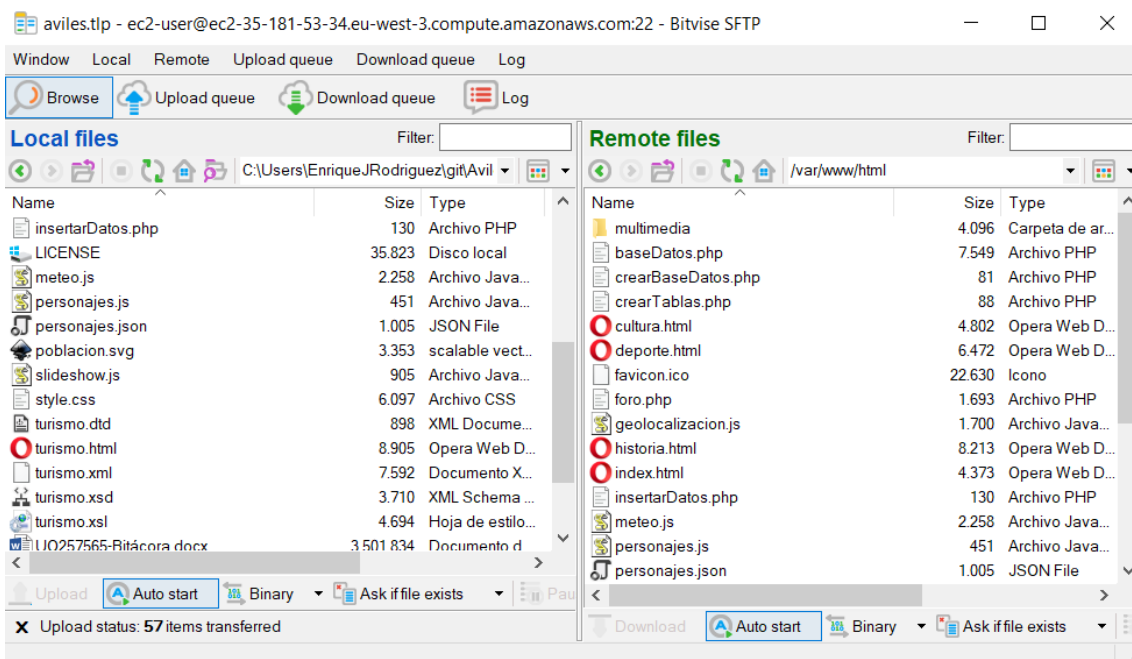 aviles.tlp - ec2-user@ec2-35-181-53-34.eu-west-3.compute.amazonaws.com:22 - Bitvise SFTP
Window Local Remote Upload queue Download queue Log
Browse Upload queue Download queue Log
Local files Filter:
C:\Users\EnriqueJRodriguez\git\Avil
Name Size Type
insertarDatos.php 130 Archivo PHP
LICENSE 35.823 Disco local
meteo.js 2.258 Archivo Java...
personajes.js 451 Archivo Java...
personajes.json 1.005 JSON File
poblacion.svg 3.353 scalable vect...
slideshow.js 905 Archivo Java...
style.css 6.097 Archivo CSS
turismo.dtd 898 XML Docume...
turismo.html 8.905 Opera Web D...
turismo.xml 7.592 Documento X...
turismo.xsd 3.710 XML Schema ...
turismo.xsl 4.694 Hoja de estilo...
UO257565-Bitácora.docx 3.501.834 Documento d
Upload Auto start Binary Ask if file exists Pau
X Upload status: 57 items transferred
Remote files Filter:
/var/www/html
Name Size Type
multimedia 4.096 Carpeta de ar...
baseDatos.php 7.549 Archivo PHP
crearBaseDatos.php 81 Archivo PHP
crearTablas.php 88 Archivo PHP
cultura.html 4.802 Opera Web D...
deporte.html 6.472 Opera Web D...
favicon.ico 22.630 Icono
foro.php 1.693 Archivo PHP
geolocalizacion.js 1.700 Archivo Java...
historia.html 8.213 Opera Web D...
index.html 4.373 Opera Web D...
insertarDatos.php 130 Archivo PHP
meteo.js 2.258 Archivo Java...
personajes.js 451 Archivo Java...
personajes.json 1.005 JSON File
Download Auto start Binary Ask if file exists